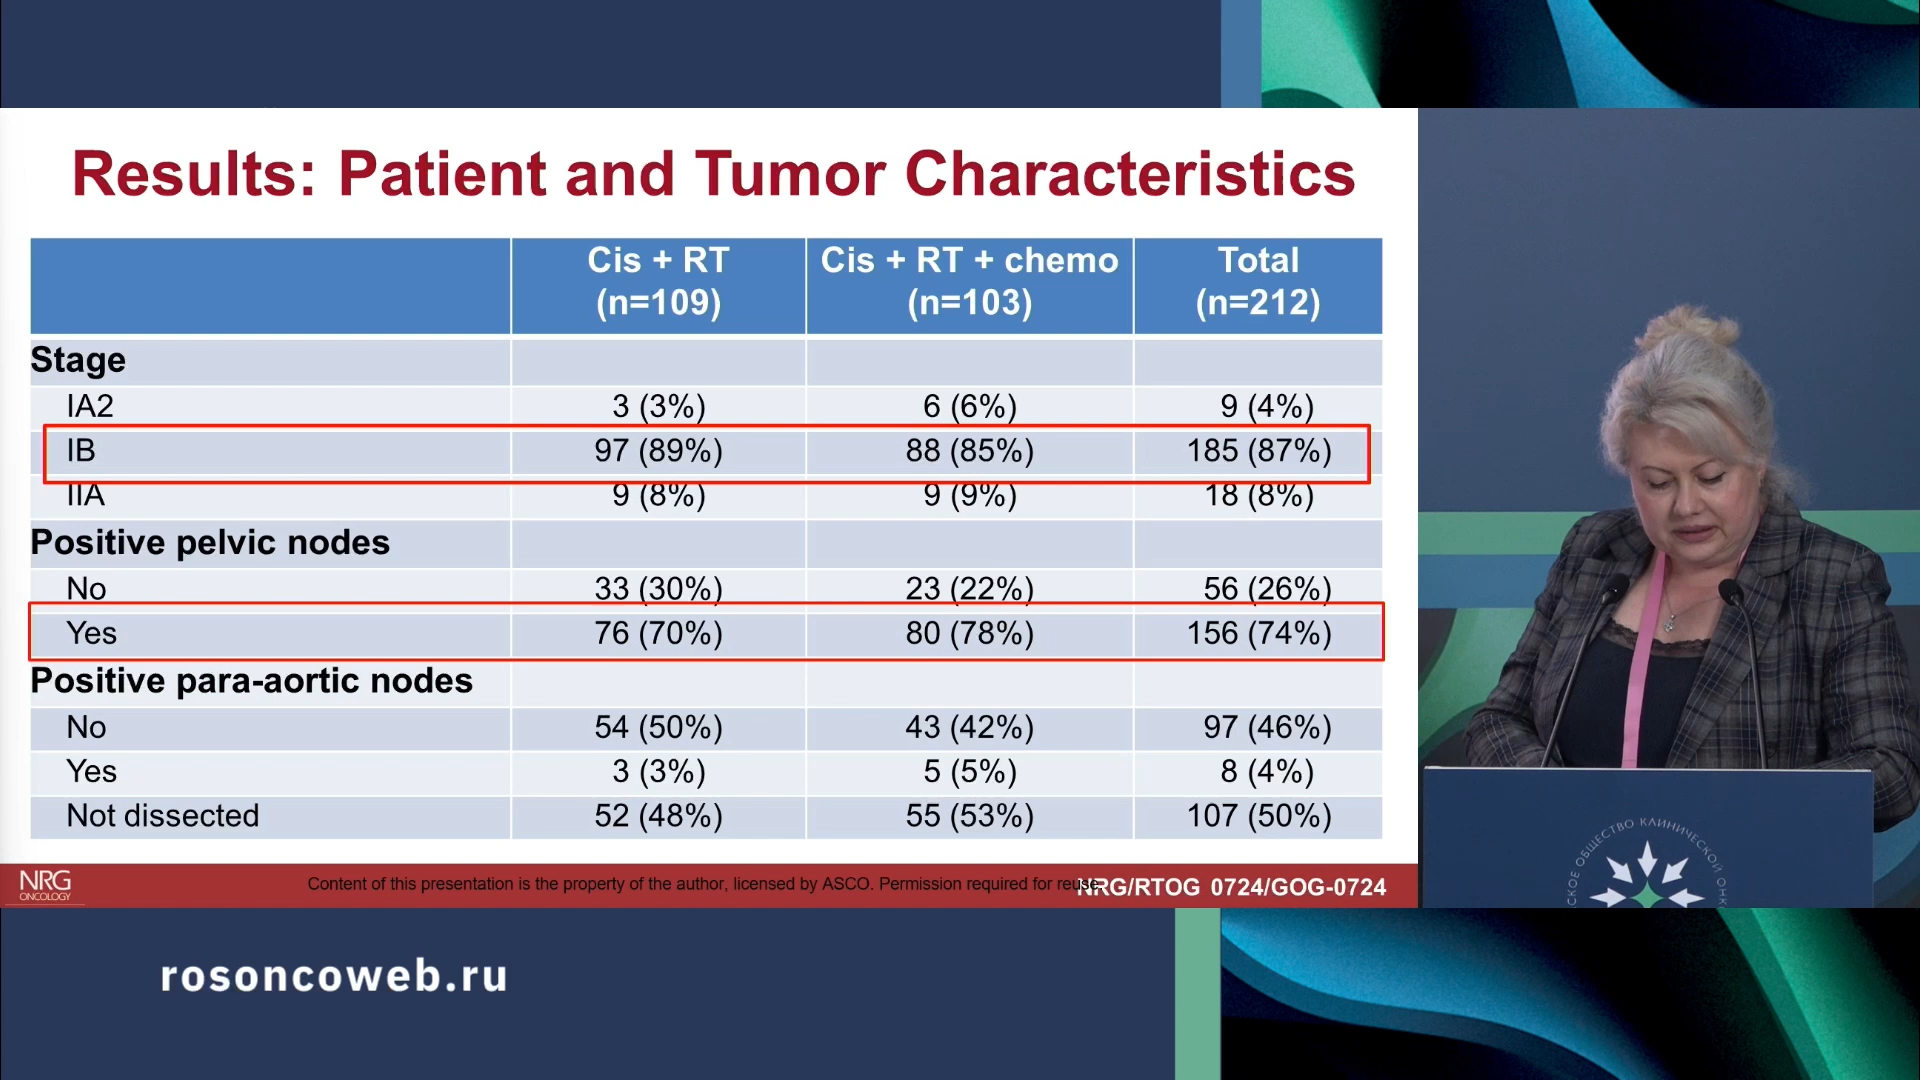 Results: Patient and Tumor Characteristics
Cis + RT (n=109) Cis + RT + chemo (n=103) Total (n=212)
Stage
IA2 3 (3%) 6 (6%) 9 (4%)
IB 97 (89%) 88 (85%) 185 (87%)
IIA 9 (8%) 9 (9%) 18 (8%)
Positive pelvic nodes
No 33 (30%) 23 (22%) 56 (26%)
Yes 76 (70%) 80 (78%) 156 (74%)
Positive para-aortic nodes
No 54 (50%) 43 (42%) 97 (46%)
Yes 3 (3%) 5 (5%) 8 (4%)
Not dissected 52 (48%) 55 (53%) 107 (50%)
NRG
ONCOLOGY
Content of this presentation is the property of the author, licensed by ASCO. Permission required for reuse.
NRG/RTOG 0724/GOG-0724
ОБЩЕСТВО КЛИНИЧЕСКОЙ
rosoncoweb.ru